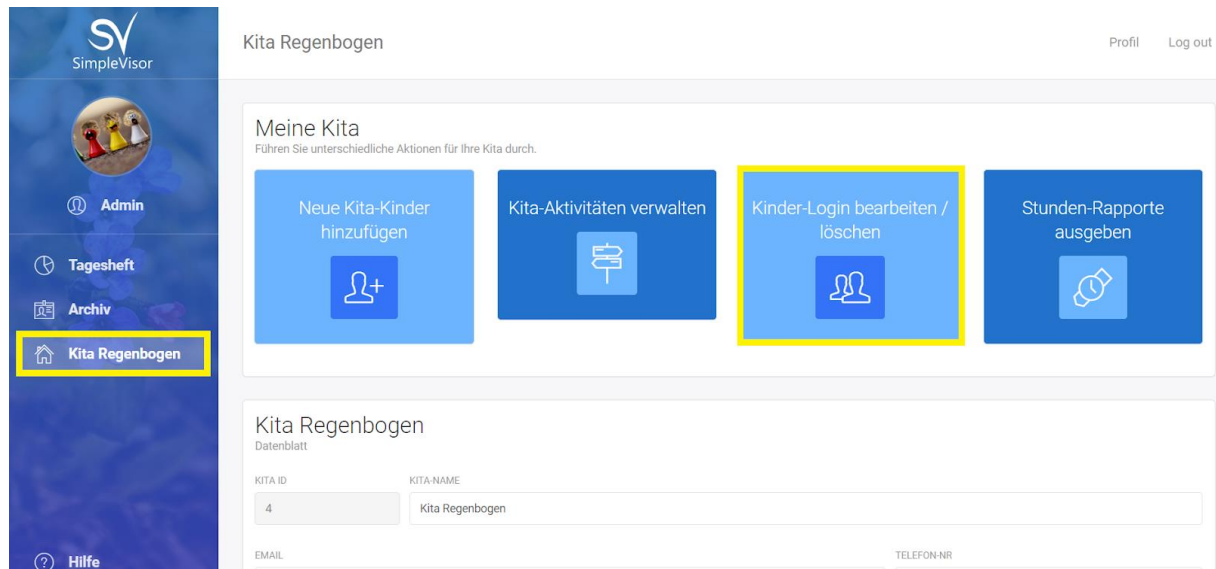 SV
SimpleVisor
Admin
Tagesheft
Archiv
Kita Regenbogen
Hilfe
Kita Regenbogen
Profil
Log out
Meine Kita
Führen Sie unterschiedliche Aktionen für Ihre Kita durch.
Neue Kita-Kinder
hinzufügen
Kita-Aktivitäten verwalten
Kinder-Login bearbeiten /
löschen
Stunden-Rapporte
ausgeben
Kita Regenbogen
Datenblatt
KITA ID
KITA-NAME
4
Kita Regenbogen
EMAIL
TELEFON-NR